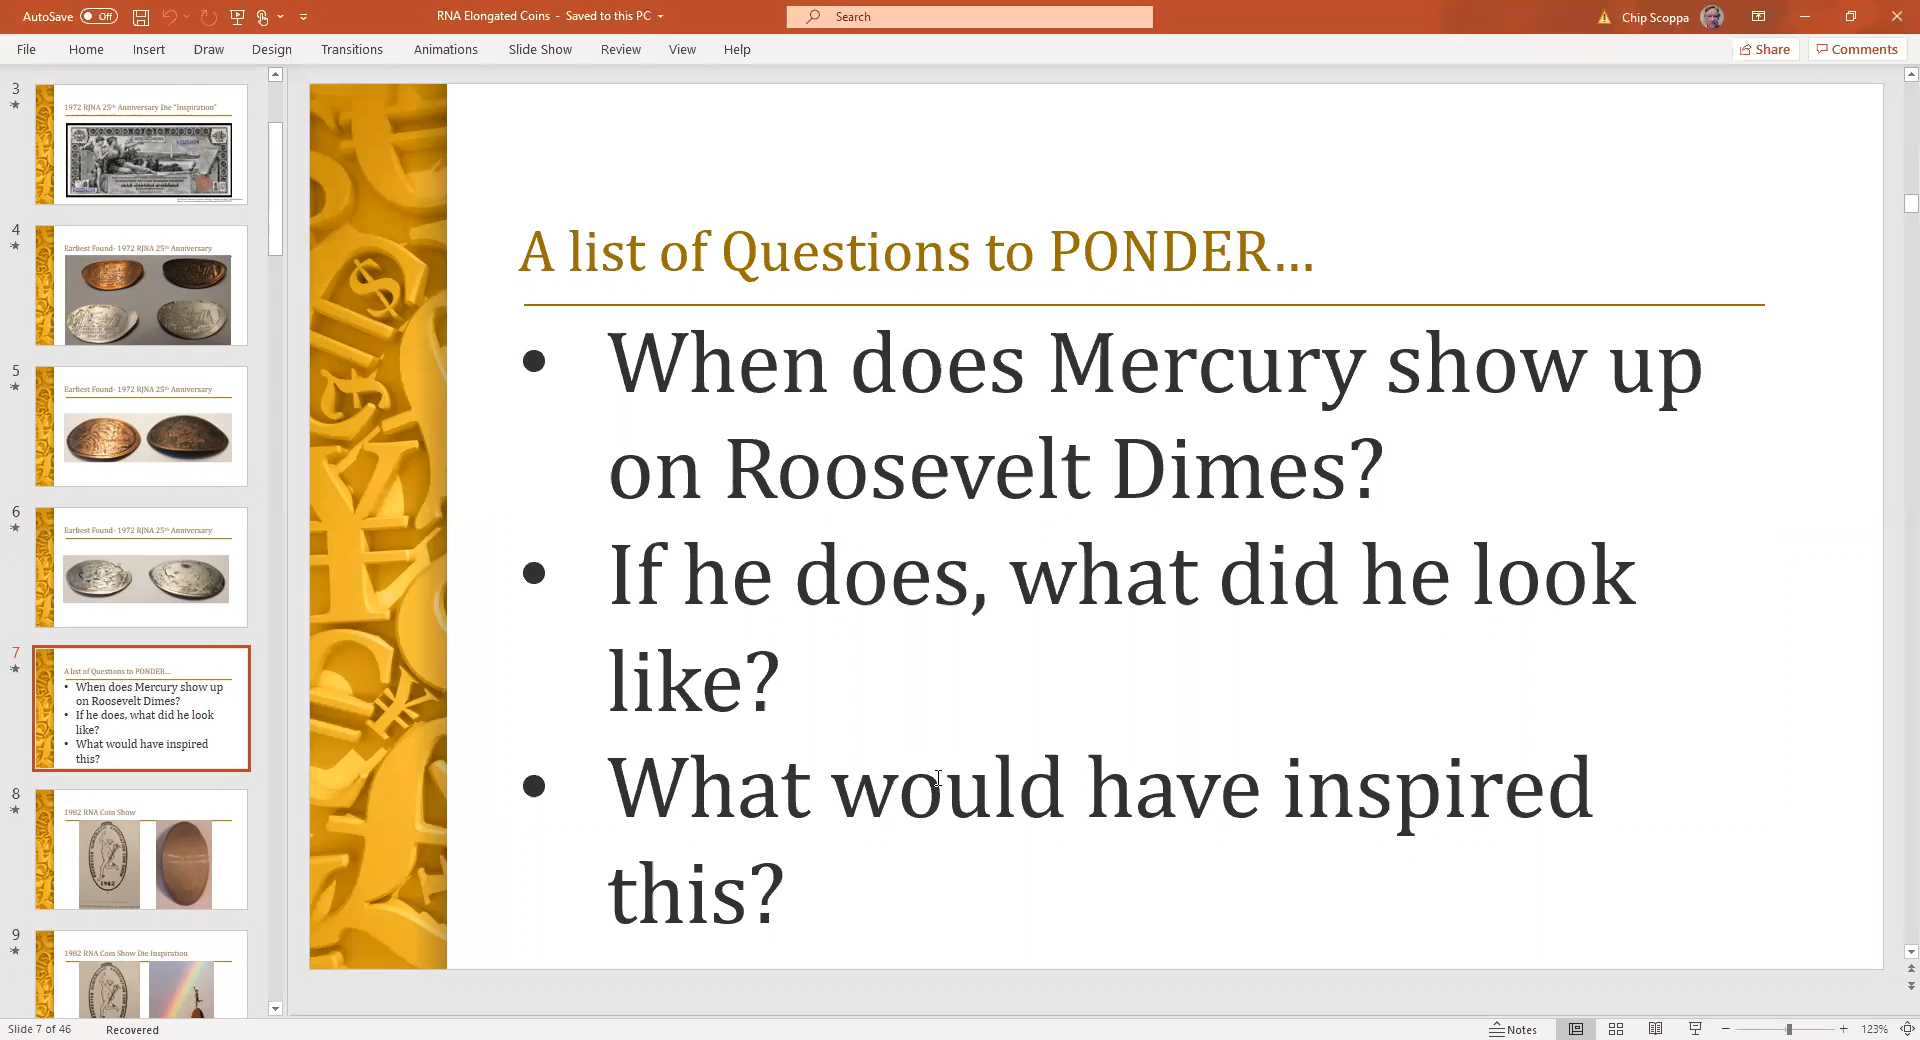 AutoSave Off
RNA Elongated Coins - Saved to this PC
Search
Chip Scoppa
File Home Insert Draw Design Transitions Animations Slide Show Review View Help
Share Comments
3
1972 RJNA 25th Anniversary Die "Inspiration"
4
Earliest Found- 1972 RJNA 25th Anniversary
5
Earliest Found- 1972 RJNA 25th Anniversary
6
Earliest Found- 1972 RJNA 25th Anniversary
7
A list of Questions to PONDER...
• When does Mercury show up
on Roosevelt Dimes?
• If he does, what did he look
like?
• What would have inspired
this?
8
1982 RNA Coin Show
1982
9
1982 RNA Coin Show Die Inspiration
A list of Questions to PONDER...
• When does Mercury show up
on Roosevelt Dimes?
• If he does, what did he look
like?
• What would have inspired
this?
Slide 7 of 46 Recovered
Notes
123%